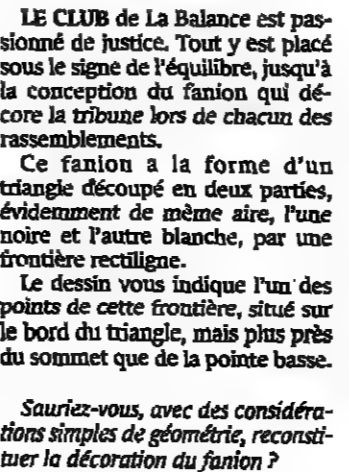 LE CLUB de La Balance est pas-
sionné de justice. Tout y est placé
sous le signe de l'équilibre, jusqu'à
la conception du fanion qui dé-
core la tribune lors de chacun des
rassemblements.
Ce fanion a la forme d'un
triangle découpé en deux parties,
évidemment de même aire, l'une
noire et l'autre blanche, par une
frontière rectiligne.
Le dessin vous indique l'un des
points de cette frontière, situé sur
le bord du triangle, mais plus près
du sommet que de la pointe basse.
Sauriez-vous, avec des considéra-
tions simples de géométrie, reconsti-
tuer la décoration du fanion ?